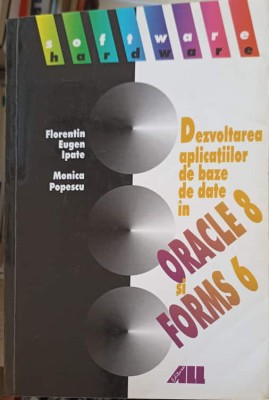 software
hardware
Florentin
Eugen
Ipate
Monica
Popescu
Dezvoltarea
aplicațiilor
de baze
de date
in
ORACLE 8
și
FORMS 6
ALL